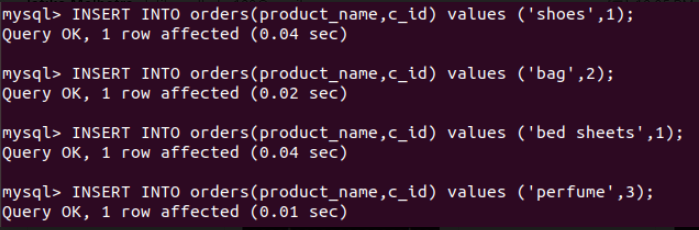 mysql> INSERT INTO orders(product_name,c_id) values ('shoes',1);
Query OK, 1 row affected (0.04 sec)
mysql> INSERT INTO orders(product_name,c_id) values ('bag',2);
Query OK, 1 row affected (0.02 sec)
mysql> INSERT INTO orders(product_name,c_id) values ('bed sheets',1);
Query OK, 1 row affected (0.04 sec)
mysql> INSERT INTO orders(product_name,c_id) values ('perfume',3);
Query OK, 1 row affected (0.01 sec)